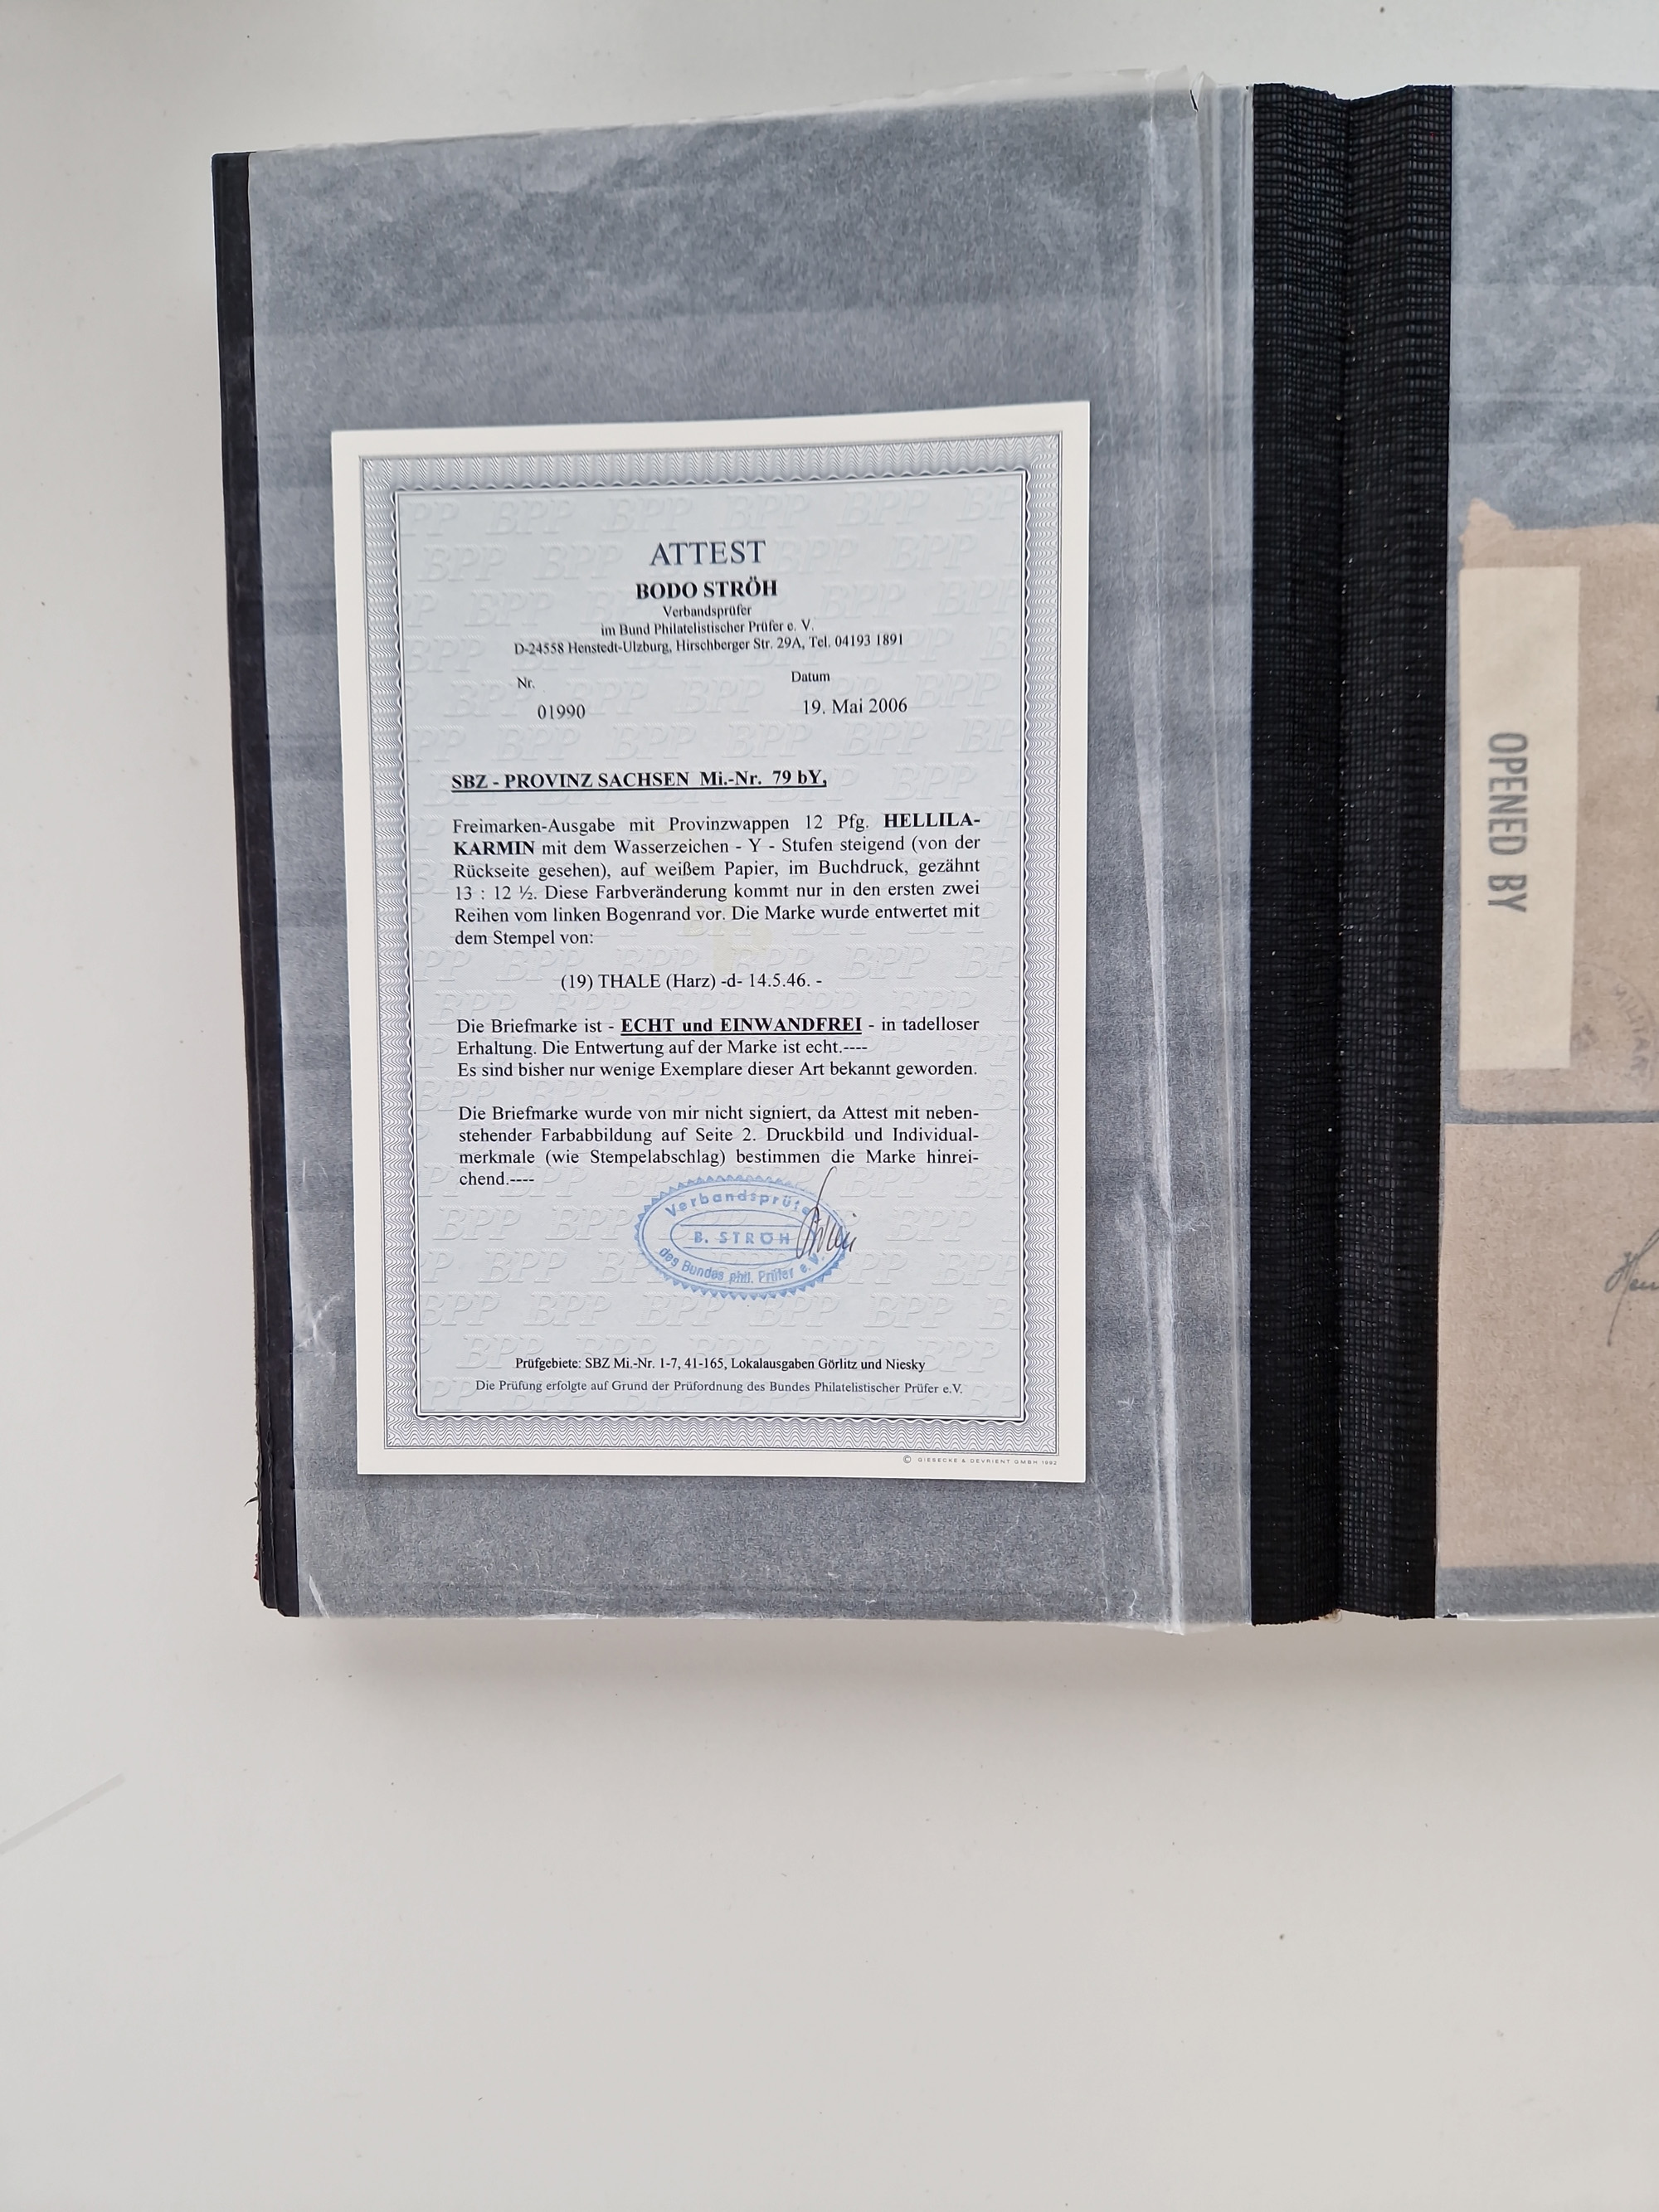 ATTEST
BODO STRÖH
Verbandsprüfer
im Bund Philatelistischer Prüfer e. V.
D-24558 Henstedt-Ulzburg, Hirschberger Str. 29A, Tel. 04193 1891
Nr. Datum
01990 19. Mai 2006
SBZ - PROVINZ SACHSEN Mi.-Nr. 79 bY,
Freimarken-Ausgabe mit Provinzwappen 12 Pfg. HELLILA-
KARMIN mit dem Wasserzeichen - Y - Stufen steigend (von der
Rückseite gesehen), auf weißem Papier, im Buchdruck, gezähnt
13 : 12 ½. Diese Farbveränderung kommt nur in den ersten zwei
Reihen vom linken Bogenrand vor. Die Marke wurde entwertet mit
dem Stempel von:
(19) THALE (Harz) -d- 14.5.46. -
Die Briefmarke ist - ECHT und EINWANDFREI - in tadelloser
Erhaltung. Die Entwertung auf der Marke ist echt.----
Es sind bisher nur wenige Exemplare dieser Art bekannt geworden.
Die Briefmarke wurde von mir nicht signiert, da Attest mit neben-
stehender Farbabbildung auf Seite 2. Druckbild und Individual-
merkmale (wie Stempelabschlag) bestimmen die Marke hinrei-
chend.----
Verbandsprüfe
B. STRÖH
des Bundes phil. Prüfer e. V.
Prüfgebiete: SBZ Mi.-Nr. 1-7, 41-165, Lokalausgaben Görlitz und Niesky
Die Prüfung erfolgte auf Grund der Prüfordnung des Bundes Philatelistischer Prüfer e.V.
© GIESECKE & DEVRIENT GMBH 1992
OPENED BY